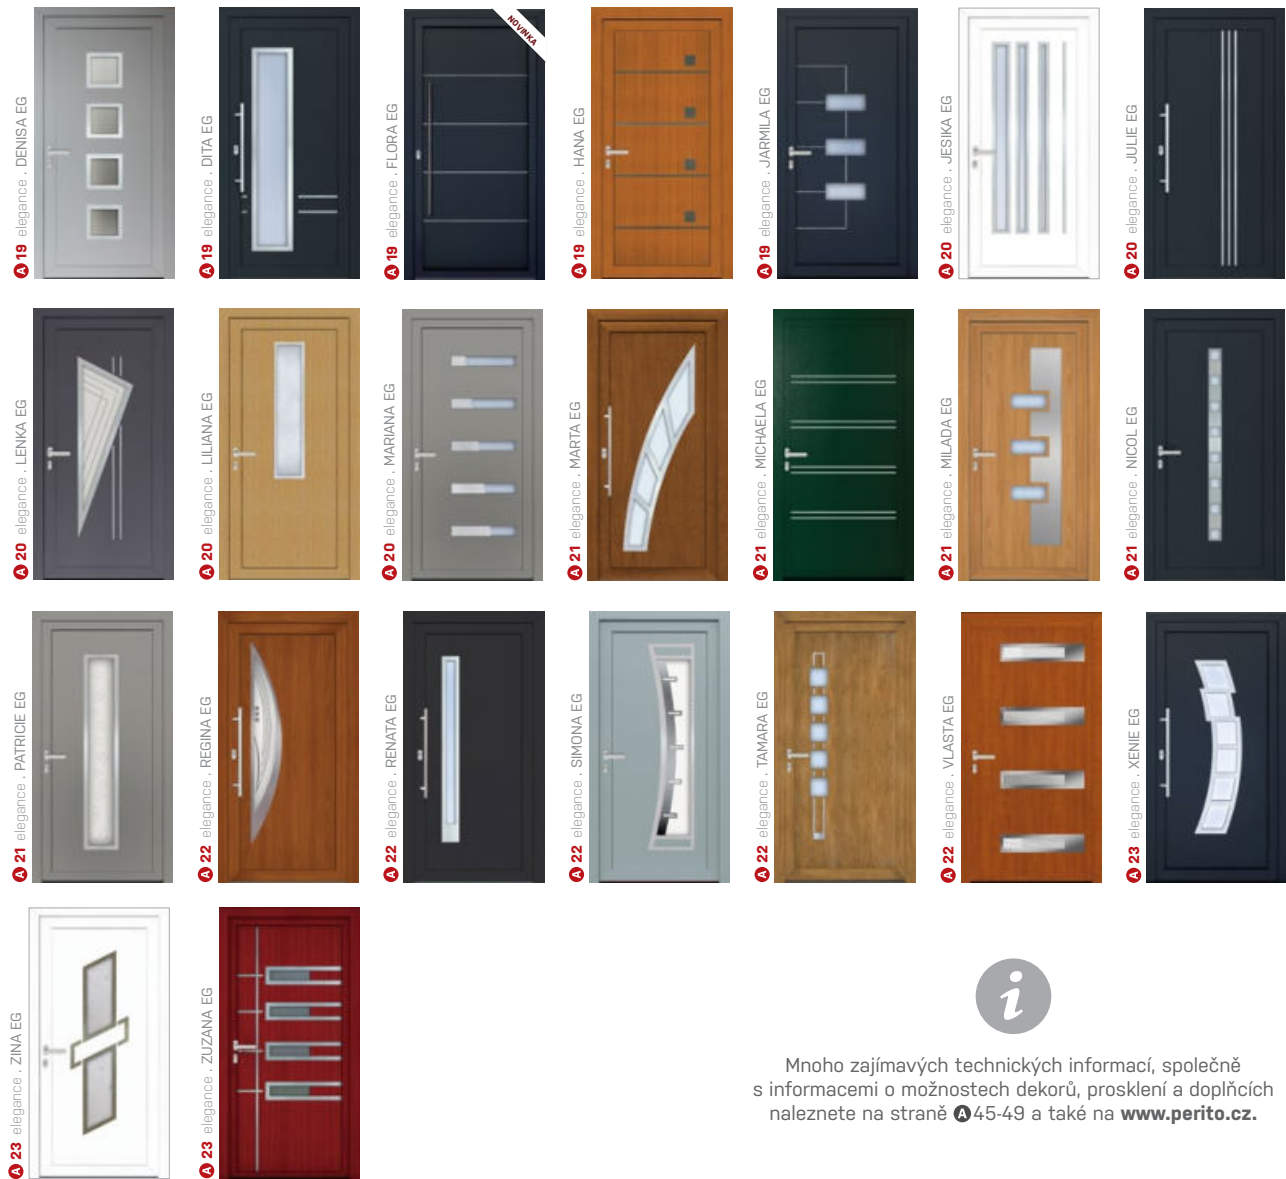 A 19 elegance . DENISA EG
A 19 elegance . DITA EG
NOVINKA
A 19 elegance . FLORA EG
A 19 elegance . HANA EG
A 19 elegance . JARMILA EG
A 20 elegance . JESIKA EG
A 20 elegance . JULIE EG
A 20 elegance . LENKA EG
A 20 elegance . LILIANA EG
A 20 elegance . MARIANA EG
A 21 elegance . MARTA EG
A 21 elegance . MICHAELA EG
A 21 elegance . MILADA EG
A 21 elegance . NICOL EG
A 21 elegance . PATRICIE EG
A 22 elegance . REGINA EG
A 22 elegance . RENATA EG
A 22 elegance . SIMONA EG
A 22 elegance . TAMARA EG
A 22 elegance . VLASTA EG
A 23 elegance . XENIE EG
A 23 elegance . ZINA EG
A 23 elegance . ZUZANA EG
i
Mnoho zajímavých technických informací, společně
s informacemi o možnostech dekorů, prosklení a doplňcích
naleznete na straně A 45-49 a také na www.perito.cz.